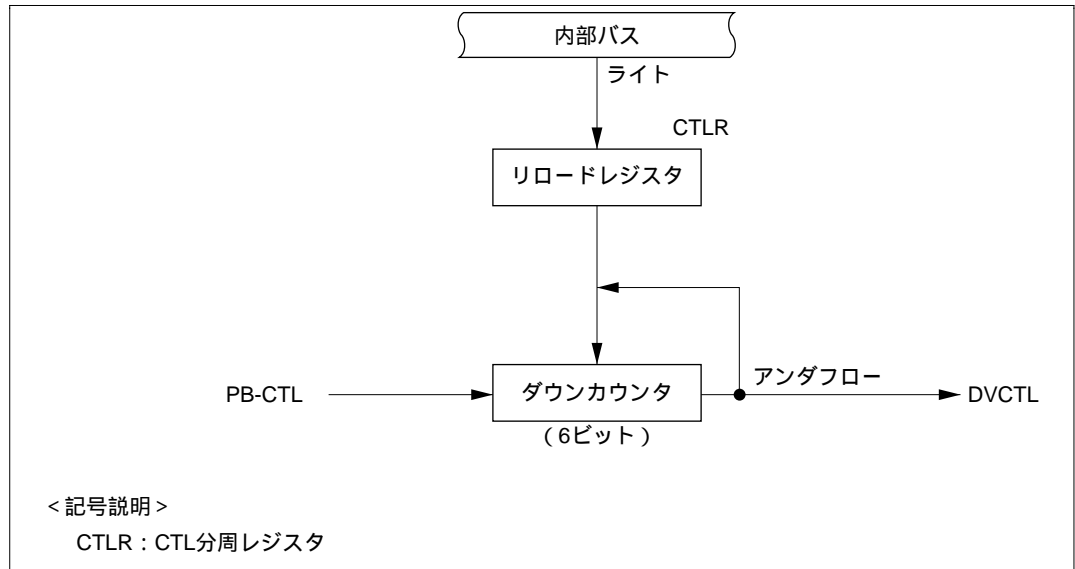 内部バス
ライト
CTLR
リロードレジスタ
アンダフロー
PB-CTL
ダウンカウンタ
DVCTL
(6ビット)
<記号説明>
CTLR:CTL分周レジスタ